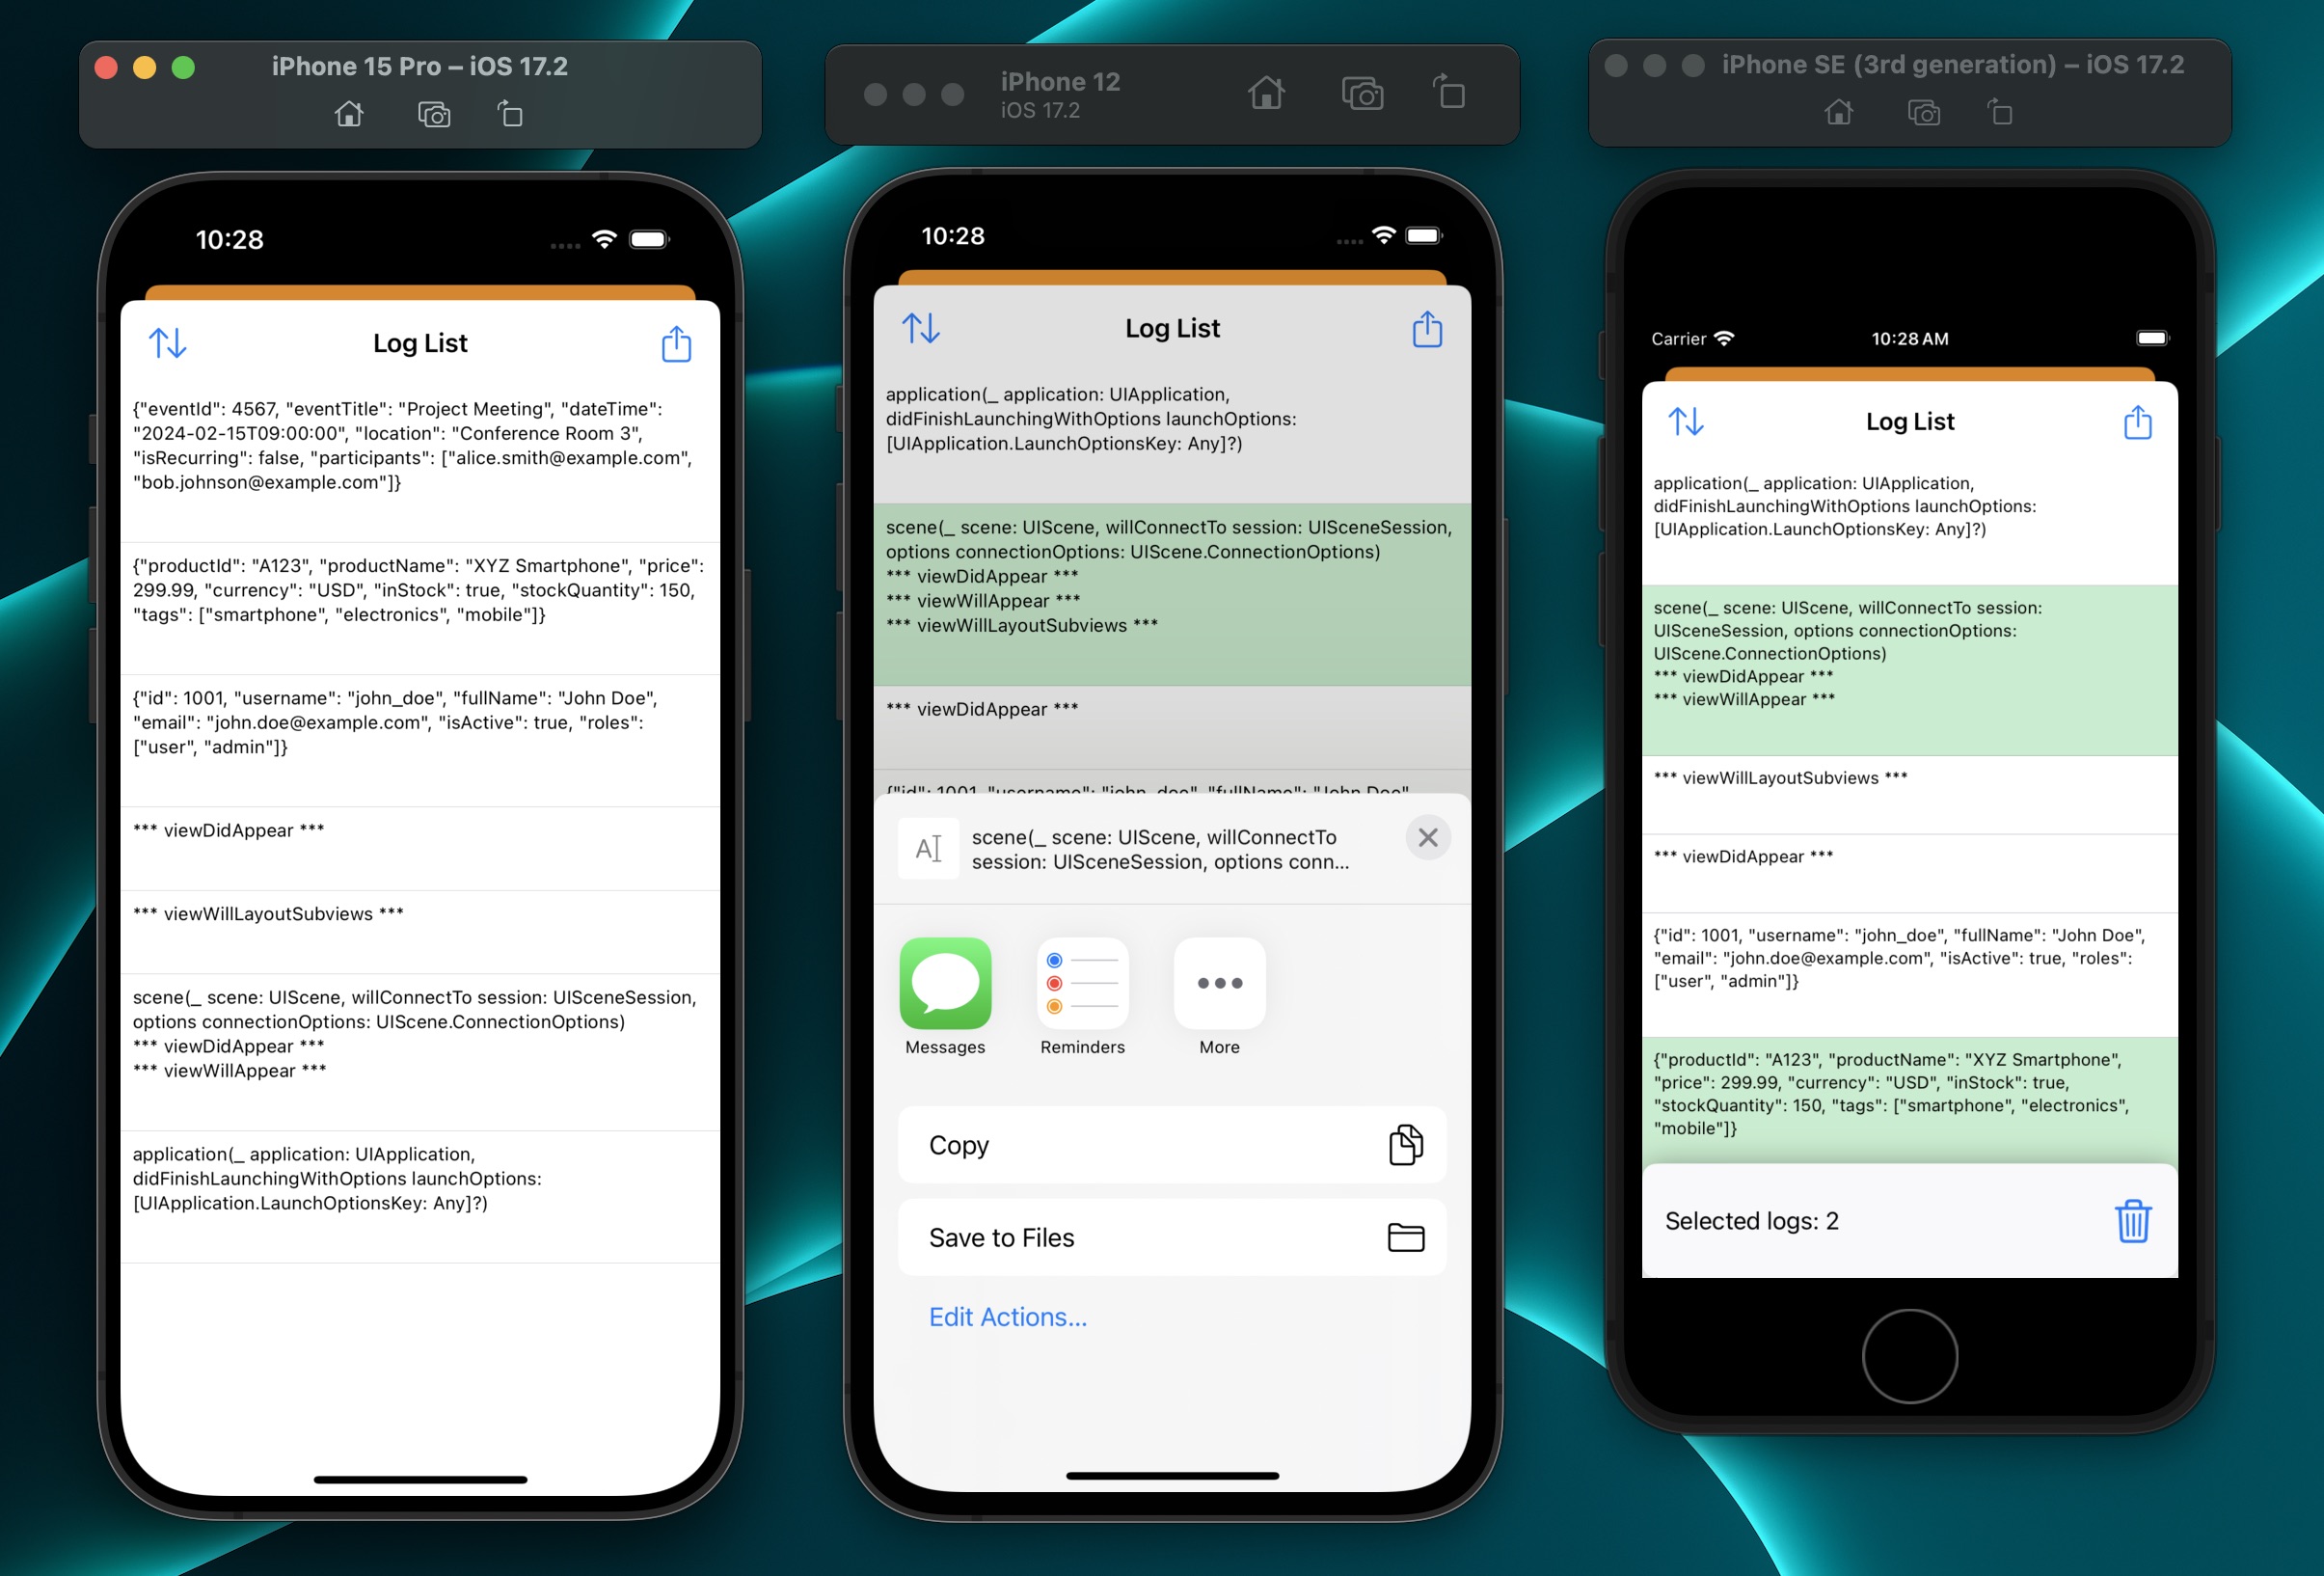 iPhone 15 Pro – iOS 17.2
10:28
Log List
{"eventId": 4567, "eventTitle": "Project Meeting", "dateTime":
"2024-02-15T09:00:00", "location": "Conference Room 3",
"isRecurring": false, "participants": ["alice.smith@example.com",
"bob.johnson@example.com"]}
{"productId": "A123", "productName": "XYZ Smartphone", "price":
299.99, "currency": "USD", "inStock": true, "stockQuantity": 150,
"tags": ["smartphone", "electronics", "mobile"]}
{"id": 1001, "username": "john_doe", "fullName": "John Doe",
"email": "john.doe@example.com", "isActive": true, "roles":
["user", "admin"]}
*** viewDidAppear ***
*** viewWillLayoutSubviews ***
scene(_ scene: UIScene, willConnectTo session: UISceneSession,
options connectionOptions: UIScene.ConnectionOptions)
*** viewDidAppear ***
*** viewWillAppear ***
application(_ application: UIApplication,
didFinishLaunchingWithOptions launchOptions:
[UIApplication.LaunchOptionsKey: Any]?)
iPhone 12
iOS 17.2
10:28
Log List
application(_ application: UIApplication,
didFinishLaunchingWithOptions launchOptions:
[UIApplication.LaunchOptionsKey: Any]?)
scene(_ scene: UIScene, willConnectTo session: UISceneSession,
options connectionOptions: UIScene.ConnectionOptions)
*** viewDidAppear ***
*** viewWillAppear ***
*** viewWillLayoutSubviews ***
*** viewDidAppear ***
{"id": 1001, "username": "john_doe", "fullName": "John Doe",
A
scene(_ scene: UIScene, willConnectTo
session: UISceneSession, options conn...
Messages
Reminders
More
Copy
Save to Files
Edit Actions...
iPhone SE (3rd generation) – iOS 17.2
Carrier
10:28 AM
Log List
application(_ application: UIApplication,
didFinishLaunchingWithOptions launchOptions:
[UIApplication.LaunchOptionsKey: Any]?)
scene(_ scene: UIScene, willConnectTo session:
UISceneSession, options connectionOptions:
UIScene.ConnectionOptions)
*** viewDidAppear ***
*** viewWillAppear ***
*** viewWillLayoutSubviews ***
*** viewDidAppear ***
{"id": 1001, "username": "john_doe", "fullName": "John Doe",
"email": "john.doe@example.com", "isActive": true, "roles":
["user", "admin"]}
{"productId": "A123", "productName": "XYZ Smartphone",
"price": 299.99, "currency": "USD", "inStock": true,
"stockQuantity": 150, "tags": ["smartphone", "electronics",
"mobile"]}
Selected logs: 2